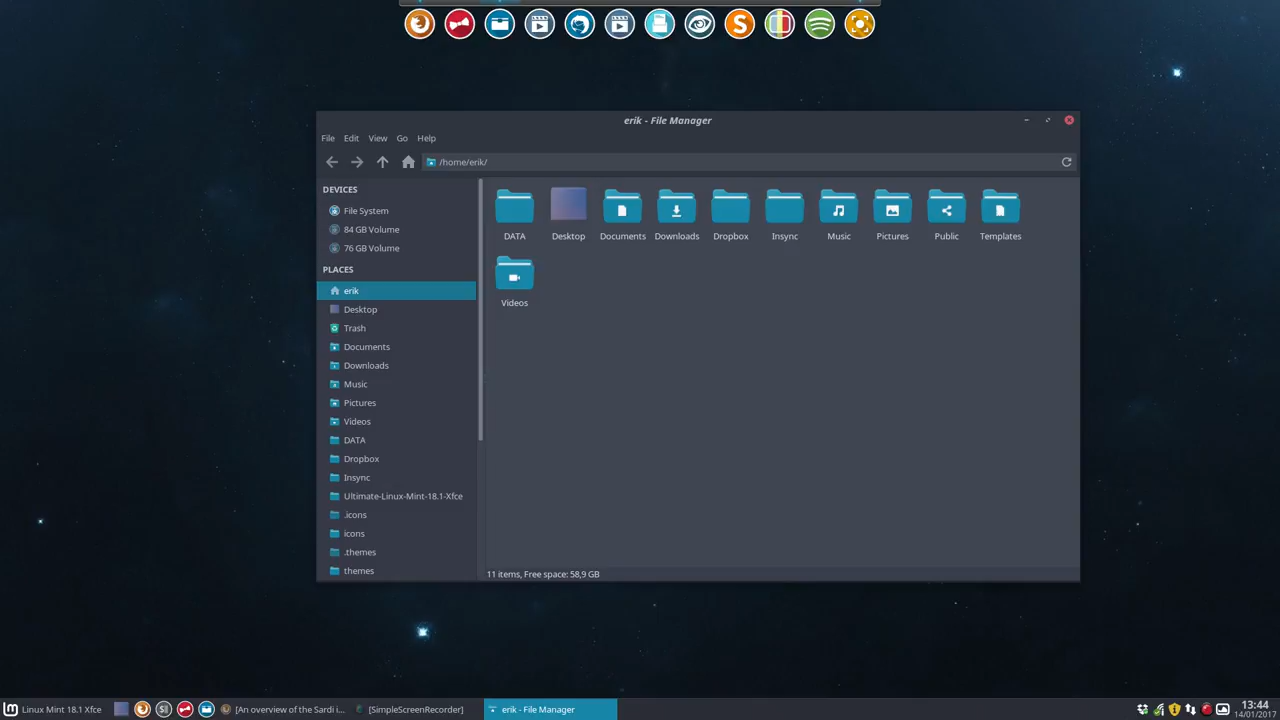 erik - File Manager
File Edit View Go Help
/home/erik/
DEVICES
File System
84 GB Volume
76 GB Volume
PLACES
erik
Desktop
Trash
Documents
Downloads
Music
Pictures
Videos
DATA
Dropbox
Insync
Ultimate-Linux-Mint-18.1-Xfce
.icons
icons
.themes
themes
DATA Desktop Documents Downloads Dropbox Insync Music Pictures Public Templates
Videos
11 items, Free space: 58,9 GB
Linux Mint 18.1 Xfce [An overview of the Sardi i... [SimpleScreenRecorder] erik - File Manager
13:44
14/01/2017